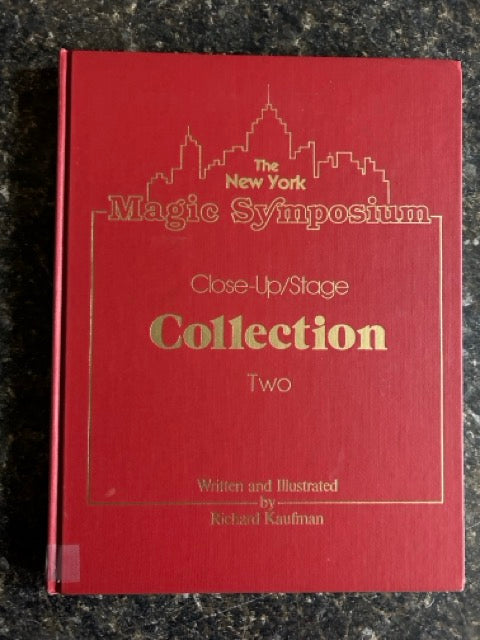 The
New York
Magic Symposium
Close-Up/Stage
Collection
Two
Written and Illustrated
by
Richard Kaufman